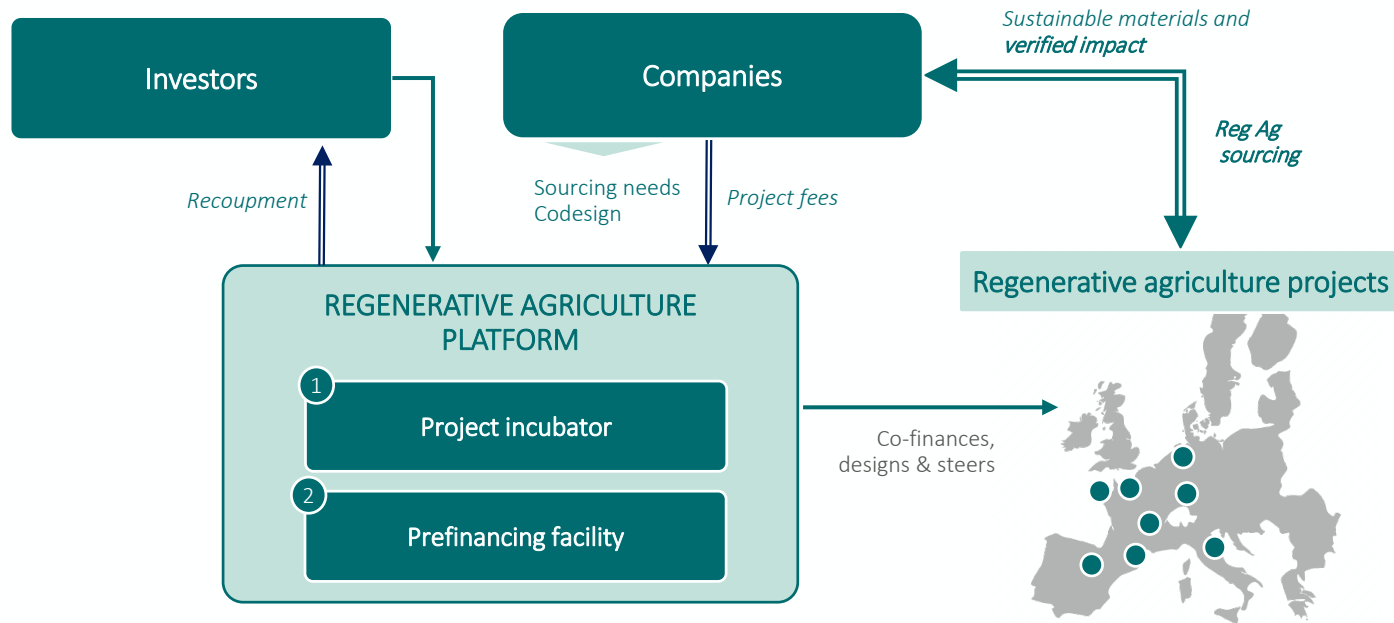 Investors
Companies
Sustainable materials and
verified impact
Reg Ag
sourcing
Recoupment
Sourcing needs
Codesign
Project fees
Regenerative agriculture projects
REGENERATIVE AGRICULTURE
PLATFORM
1
Project incubator
2
Prefinancing facility
Co-finances,
designs & steers